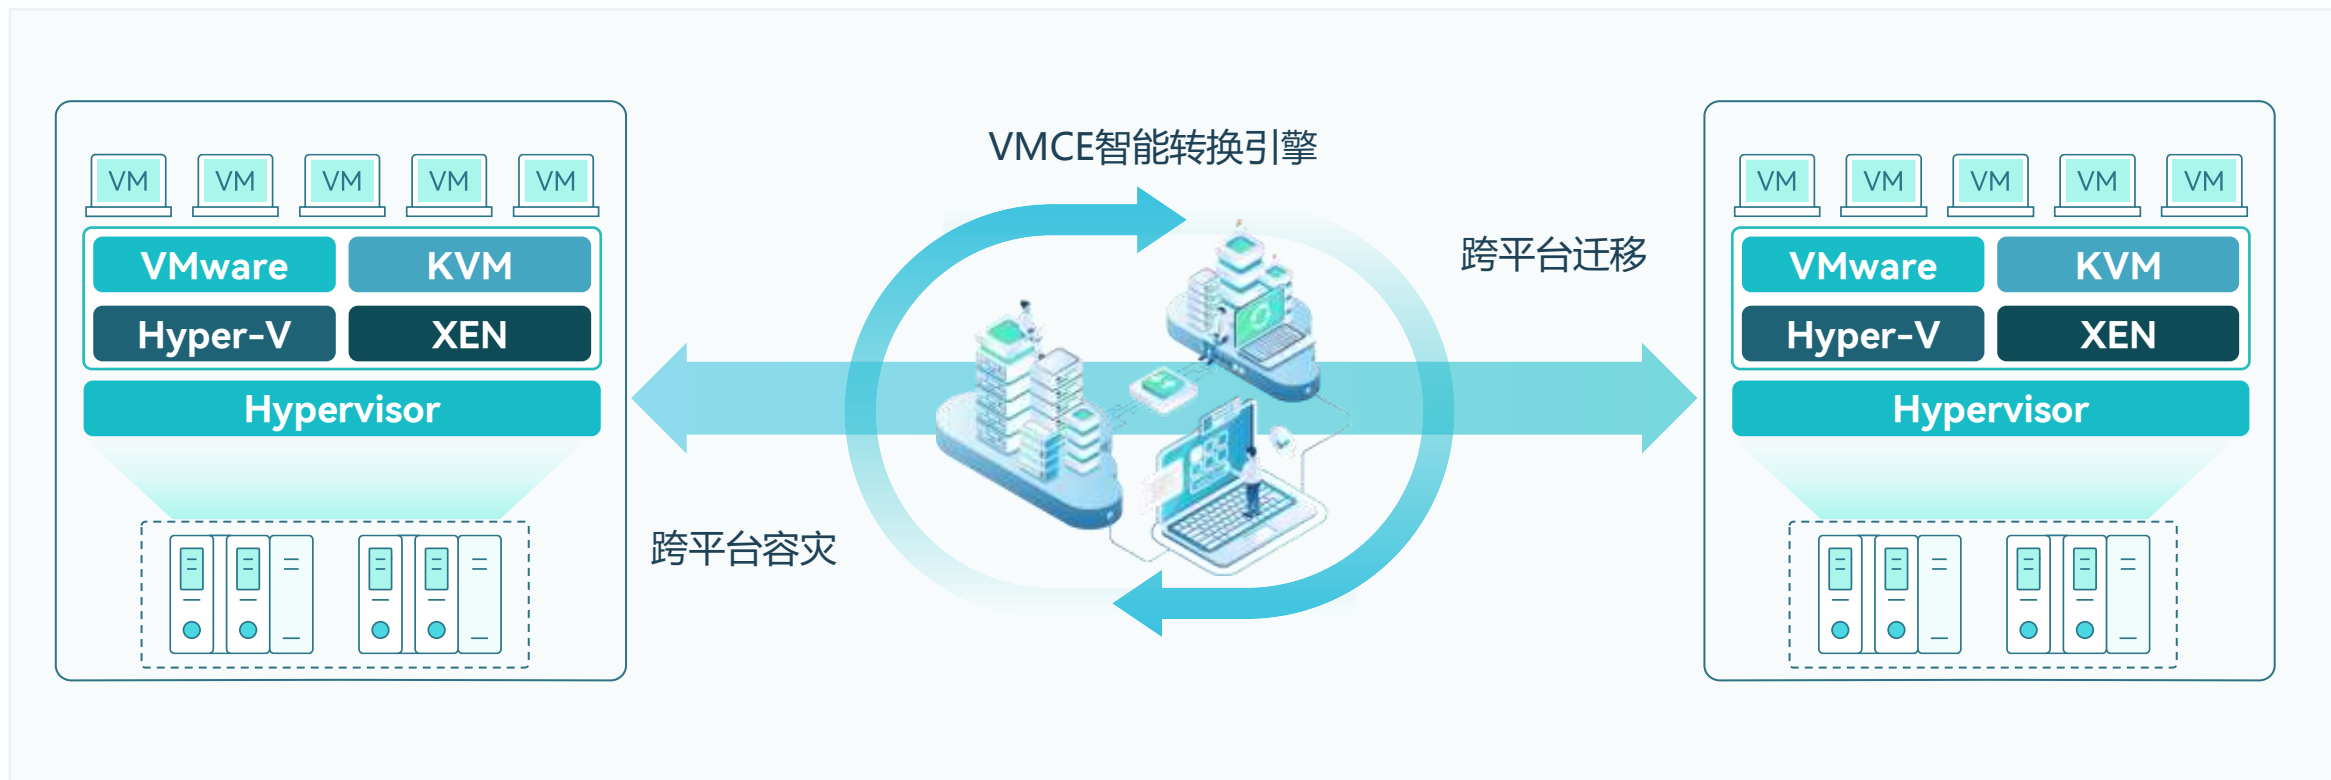 VM VM VM VM VM
VMware KVM
Hyper-V XEN
Hypervisor
VMCE智能转换引擎
跨平台迁移
跨平台容灾
VM VM VM VM VM
VMware KVM
Hyper-V XEN
Hypervisor